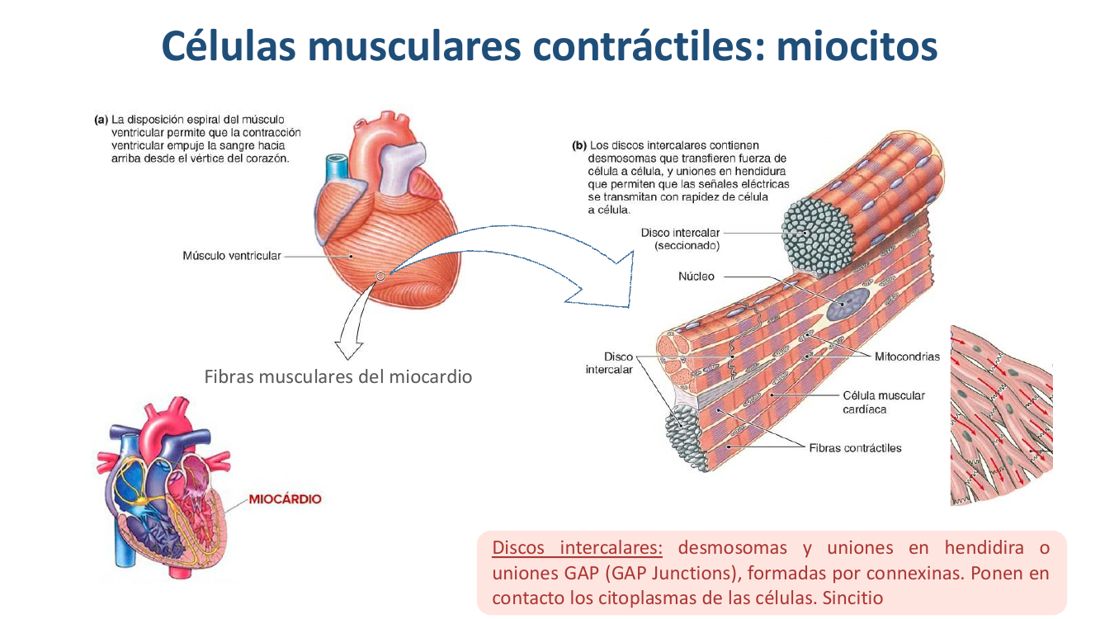 Células musculares contráctiles: miocitos
(a) La disposición espiral del músculo
ventricular permite que la contracción
ventricular empuje la sangre hacia
arriba desde el vértice del corazón.
Músculo ventricular
Fibras musculares del miocardio
MIOCÁRDIO
(b) Los discos intercalares contienen
desmosomas que transfieren fuerza de
célula a célula, y uniones en hendidura
que permiten que las señales eléctricas
se transmitan con rapidez de célula
a célula.
Disco intercalar
(seccionado)
Núcleo
Disco
intercalar
Mitocondrias
Célula muscular
cardíaca
Fibras contráctiles
Discos intercalares: desmosomas y uniones en hendidira o
uniones GAP (GAP Junctions), formadas por connexinas. Ponen en
contacto los citoplasmas de las células. Sincitio